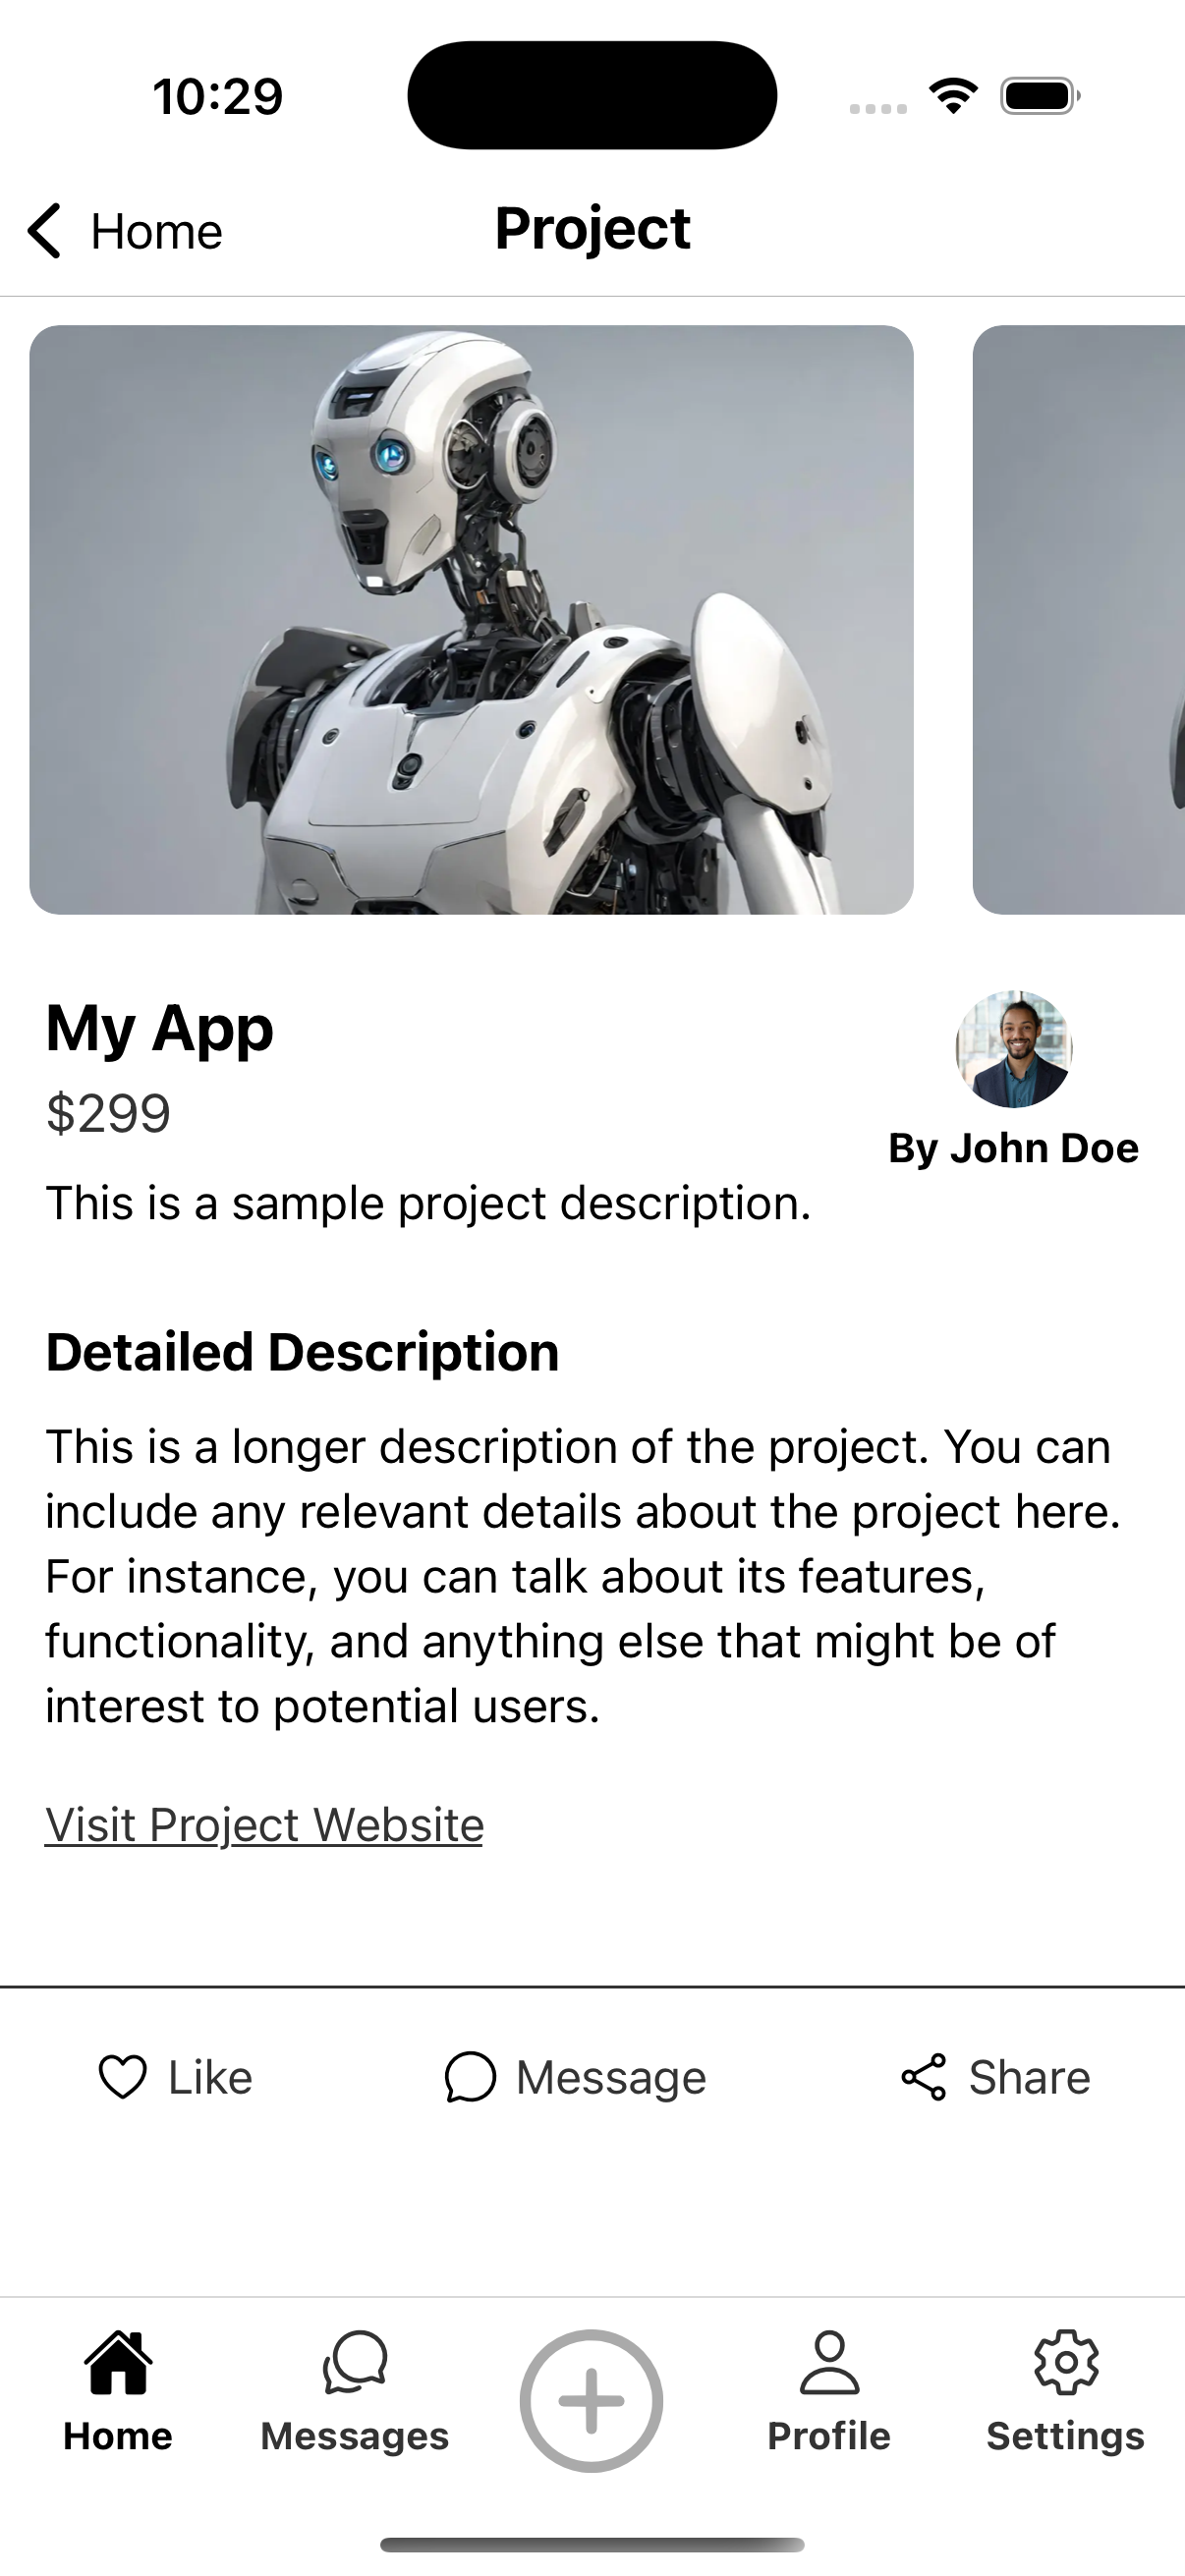 10:29
Home
Project
My App
$299
By John Doe
This is a sample project description.
Detailed Description
This is a longer description of the project. You can
include any relevant details about the project here.
For instance, you can talk about its features,
functionality, and anything else that might be of
interest to potential users.
Visit Project Website
Like
Message
Share
Home
Messages
Profile
Settings